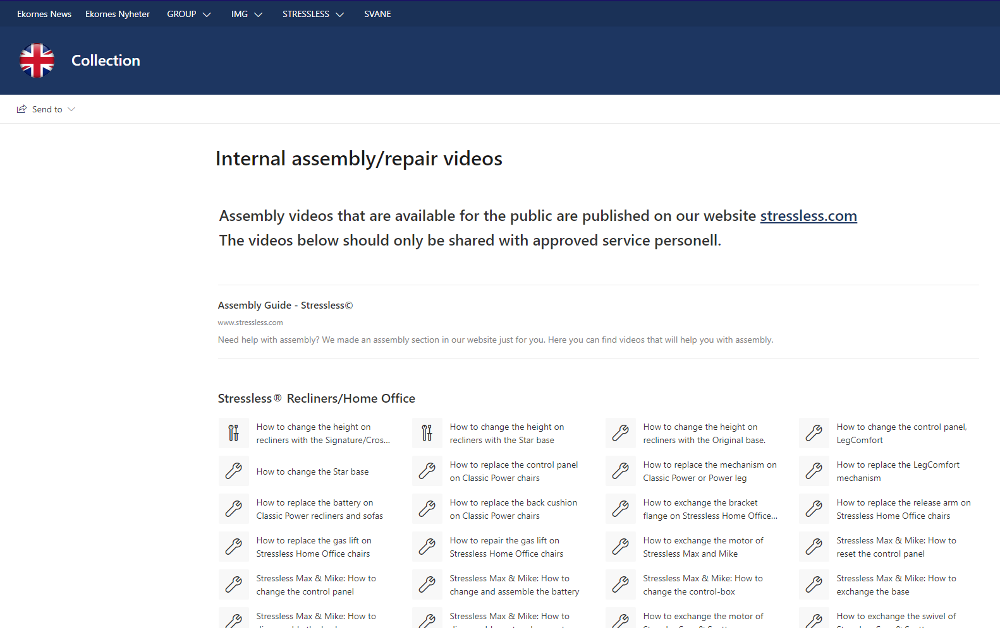 Ekornes News Ekornes Nyheter GROUP IMG STRESSLESS SVANE
Collection
Send to
Internal assembly/repair videos
Assembly videos that are available for the public are published on our website stressless.com
The videos below should only be shared with approved service personell.
Assembly Guide - Stressless©
www.stressless.com
Need help with assembly? We made an assembly section in our website just for you. Here you can find videos that will help you with assembly.
Stressless® Recliners/Home Office
How to change the height on
recliners with the Signature/Cros...
How to change the height on
recliners with the Star base
How to change the height on
recliners with the Original base.
How to change the control panel,
LegComfort
How to change the Star base
How to replace the control panel
on Classic Power chairs
How to replace the mechanism on
Classic Power or Power leg
How to replace the LegComfort
mechanism
How to replace the battery on
Classic Power recliners and sofas
How to replace the back cushion
on Classic Power chairs
How to exchange the bracket
flange on Stressless Home Office...
How to replace the release arm on
Stressless Home Office chairs
How to replace the gas lift on
Stressless Home Office chairs
How to repair the gas lift on
Stressless Home Office chairs
How to exchange the motor of
Stressless Max and Mike
Stressless Max & Mike: How to
reset the control panel
Stressless Max & Mike: How to
change the control panel
Stressless Max & Mike: How to
change and assemble the battery
Stressless Max & Mike: How to
change the control-box
Stressless Max & Mike: How to
exchange the base
Stressless Max & Mike: How to
Stressless Max & Mike: How to
How to exchange the motor of
How to exchange the swivel of